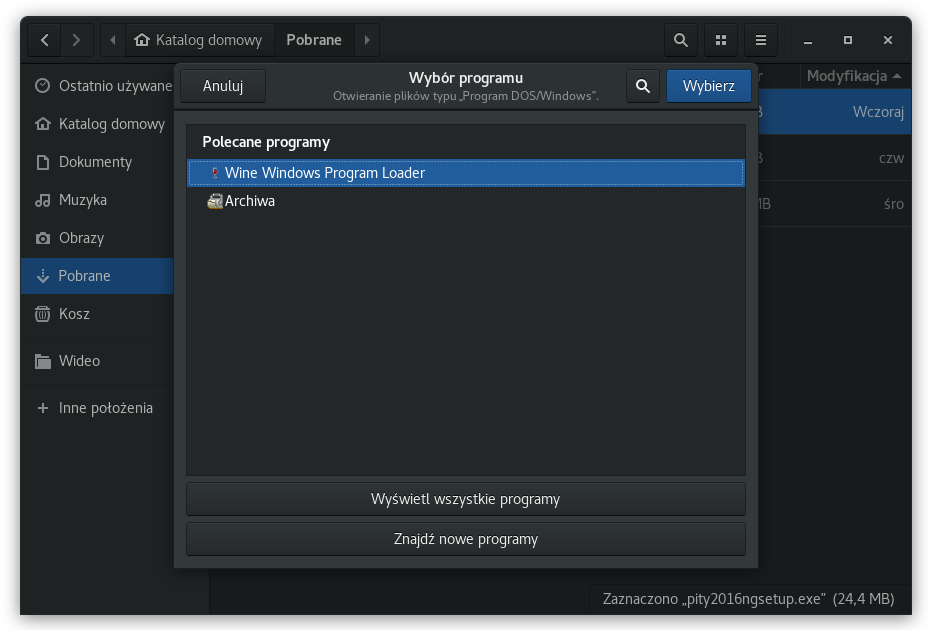 Katalog domowy
Pobrane
Anuluj
Wybór programu
Otwieranie plików typu „Program DOS/Windows”.
Wybierz
Modyfikacja
Ostatnio używane
Wczoraj
Katalog domowy
Polecane programy
Dokumenty
Wine Windows Program Loader
czw
Muzyka
Archiwa
MB
śro
Obrazy
Pobrane
Kosz
Wideo
Inne położenia
Wyświetl wszystkie programy
Znajdź nowe programy
Zaznaczono „pity2016ngsetup.exe” (24,4 MB)